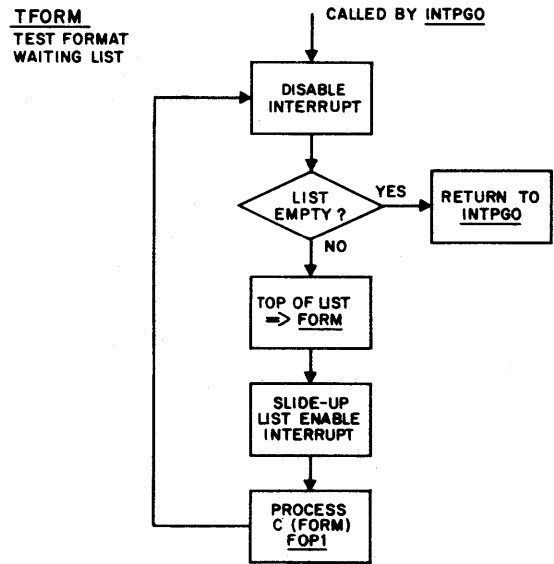 TFORM
TEST FORMAT
WAITING LIST
CALLED BY INTPGO
DISABLE
INTERRUPT
LIST
EMPTY?
YES
RETURN TO
INTPGO
NO
TOP OF LIST
=> FORM
SLIDE-UP
LIST ENABLE
INTERRUPT
PROCESS
C (FORM)
FOP1